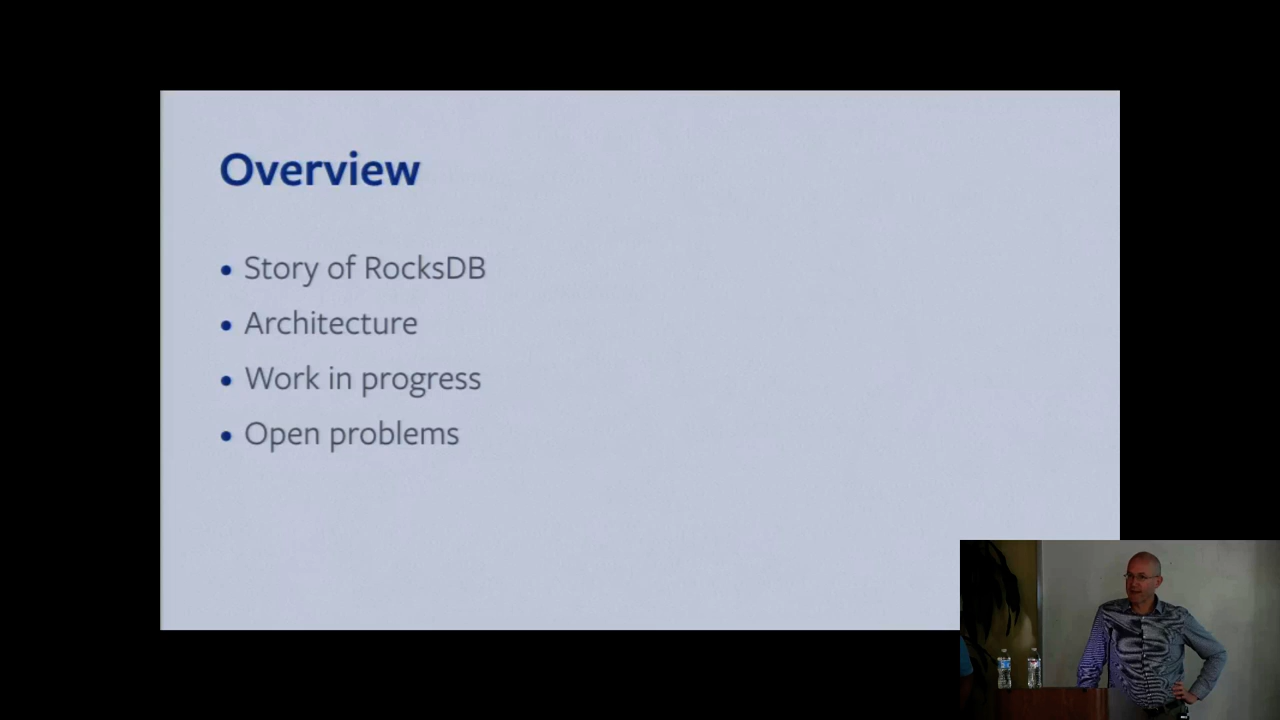 Overview
• Story of RocksDB
• Architecture
• Work in progress
• Open problems